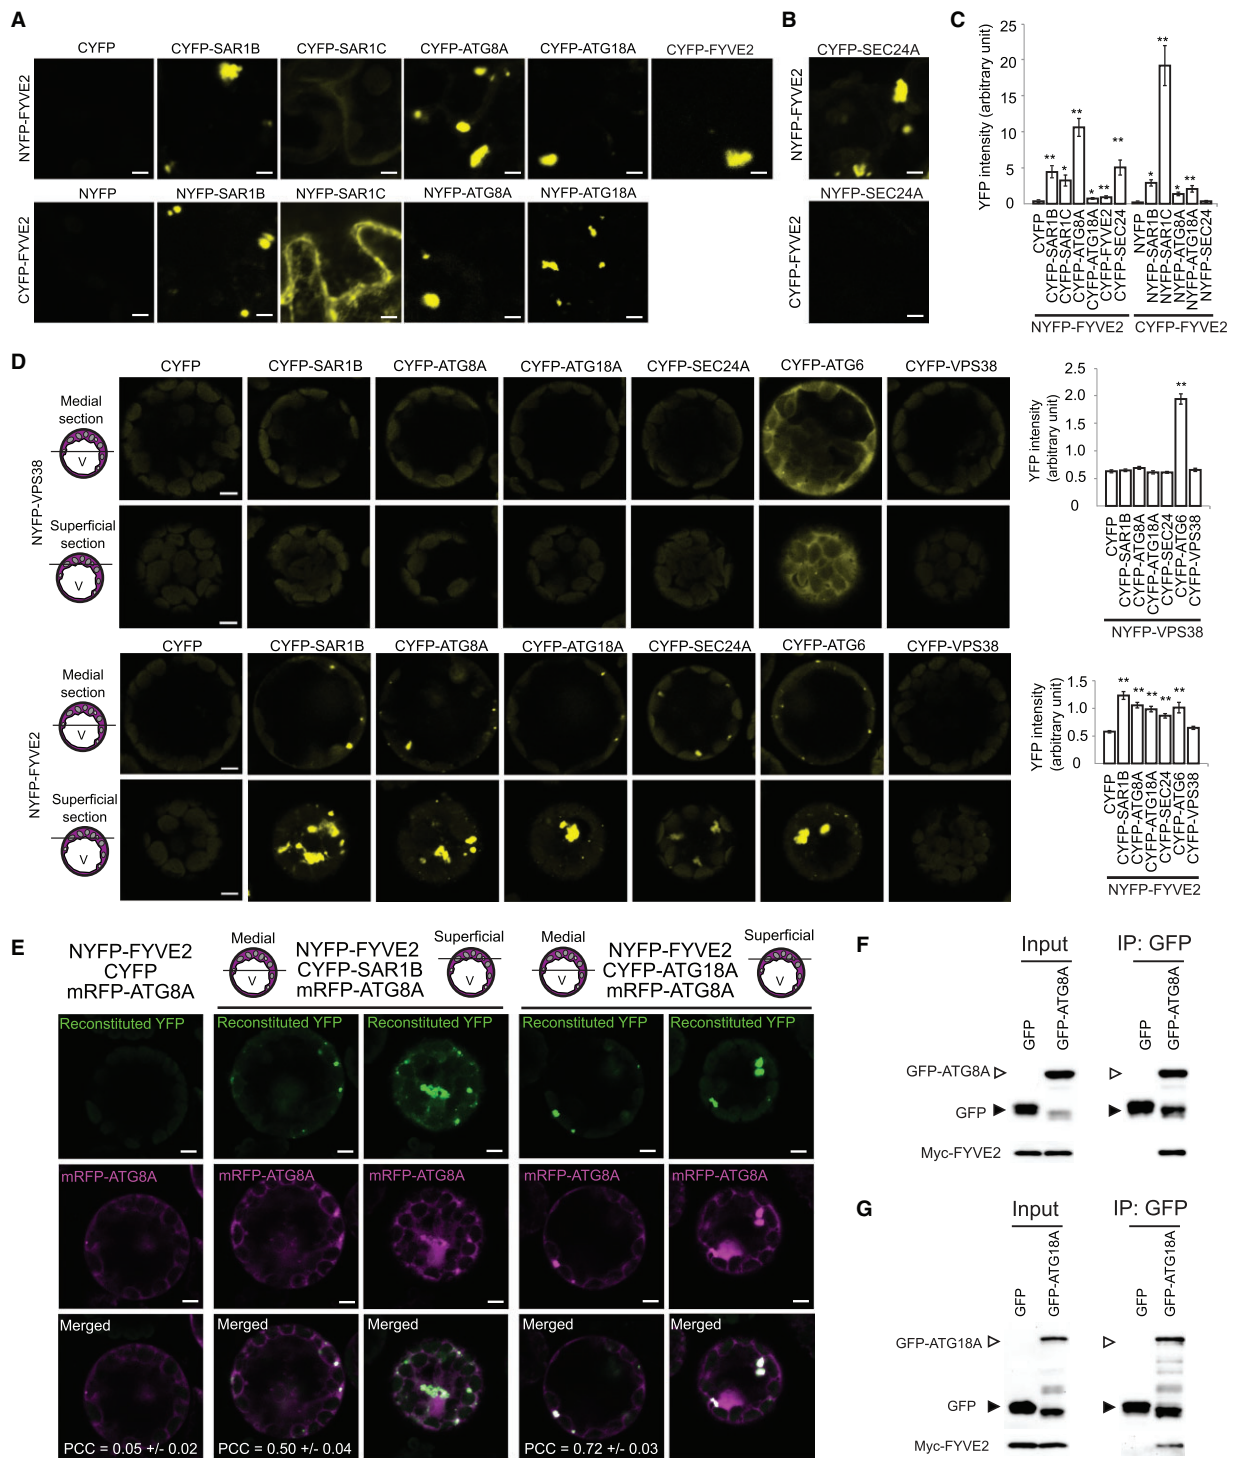 A
CYFP
CYFP-SAR1B
CYFP-SAR1C
CYFP-ATG8A
CYFP-ATG18A
CYFP-FYVE2
NYFP-FYVE2
NYFP
NYFP-SAR1B
NYFP-SAR1C
NYFP-ATG8A
NYFP-ATG18A
CYFP-FYVE2
B
CYFP-SEC24A
NYFP-FYVE2
NYFP-SEC24A
CYFP-FYVE2
C
YFP intensity (arbitrary unit)
25
20
15
10
5
0
**
*
**
*
**
**
*
**
*
**
CYFP
CYFP-SAR1B
CYFP-SAR1C
CYFP-ATG8A
CYFP-ATG18A
CYFP-FYVE2
CYFP-SEC24
NYFP
NYFP-SAR1B
NYFP-SAR1C
NYFP-ATG8A
NYFP-ATG18A
NYFP-SEC24
NYFP-FYVE2
CYFP-FYVE2
D
CYFP
CYFP-SAR1B
CYFP-ATG8A
CYFP-ATG18A
CYFP-SEC24A
CYFP-ATG6
CYFP-VPS38
NYFP-VPS38
Medial
section
V
Superficial
section
V
YFP intensity
(arbitrary unit)
2.5
2.0
1.5
1.0
0.5
0
**
CYFP
CYFP-SAR1B
CYFP-ATG8A
CYFP-ATG18A
CYFP-SEC24
CYFP-ATG6
CYFP-VPS38
NYFP-VPS38
CYFP
CYFP-SAR1B
CYFP-ATG8A
CYFP-ATG18A
CYFP-SEC24A
CYFP-ATG6
CYFP-VPS38
NYFP-FYVE2
Medial
section
V
Superficial
section
V
YFP intensity
(arbitrary unit)
1.5
1.0
0.5
0
**
**
**
**
**
CYFP
CYFP-SAR1B
CYFP-ATG8A
CYFP-ATG18A
CYFP-SEC24
CYFP-ATG6
CYFP-VPS38
NYFP-FYVE2
E
NYFP-FYVE2
CYFP
mRFP-ATG8A
Medial
V
NYFP-FYVE2
CYFP-SAR1B
mRFP-ATG8A
Superficial
V
Medial
V
NYFP-FYVE2
CYFP-ATG18A
mRFP-ATG8A
Superficial
V
Reconstituted YFP
Reconstituted YFP
Reconstituted YFP
Reconstituted YFP
Reconstituted YFP
mRFP-ATG8A
mRFP-ATG8A
mRFP-ATG8A
mRFP-ATG8A
mRFP-ATG8A
Merged
Merged
Merged
Merged
Merged
PCC = 0.05 +/- 0.02
PCC = 0.50 +/- 0.04
PCC = 0.72 +/- 0.03
F
Input
IP: GFP
GFP
GFP-ATG8A
GFP
GFP-ATG8A
GFP-ATG8A
GFP
Myc-FYVE2
G
Input
IP: GFP
GFP
GFP-ATG18A
GFP
GFP-ATG18A
GFP-ATG18A
GFP
Myc-FYVE2